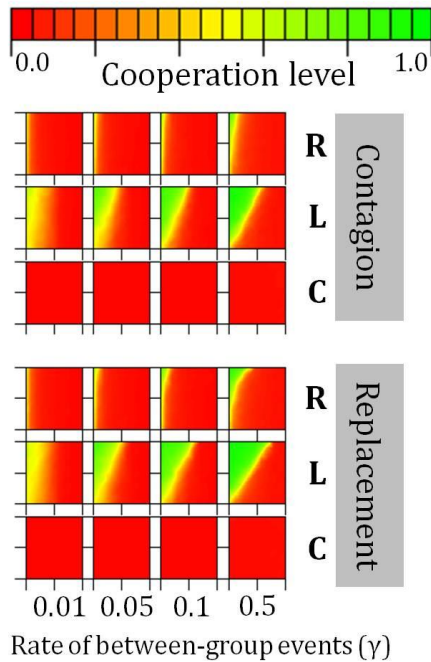 0.0 1.0
Cooperation level
R
L
C
Contagion
R
L
C
Replacement
0.01 0.05 0.1 0.5
Rate of between-group events (γ)